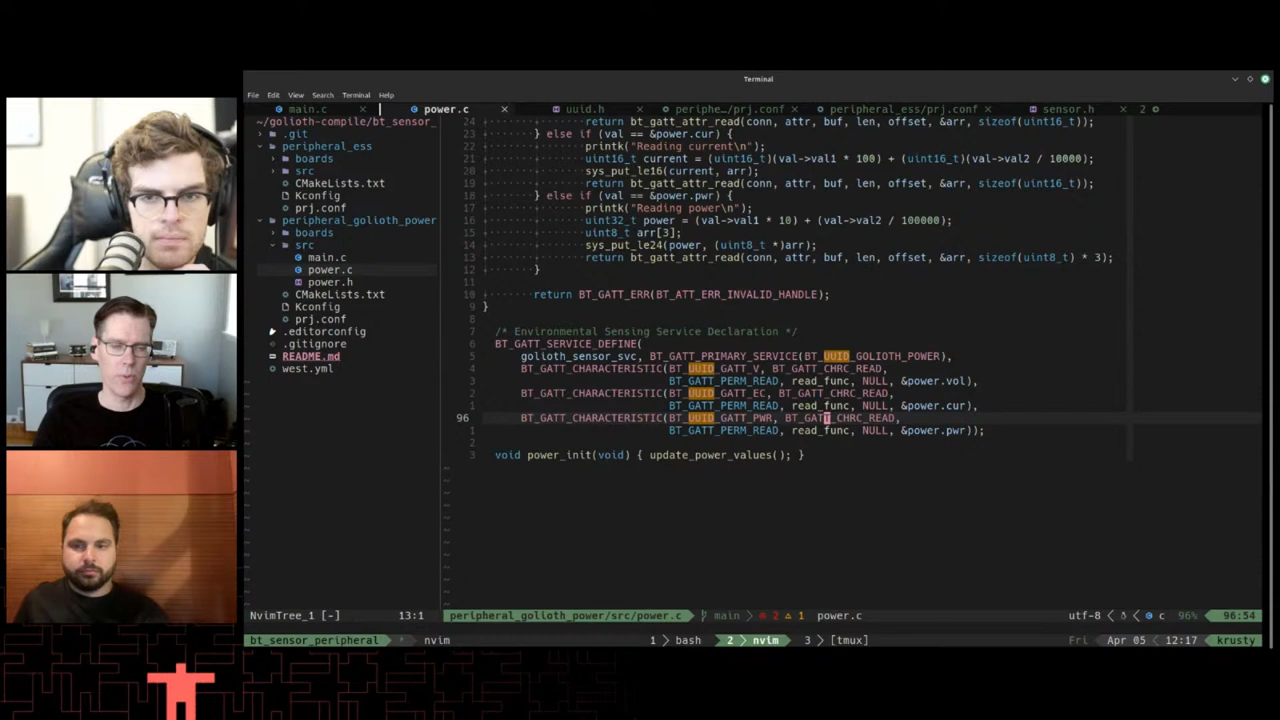 Terminal
File Edit View Search Terminal Help
main.c × power.c × uuid.h × periphe…/prj.conf × peripheral_ess/prj.conf × sensor.h × 2
~/golioth-compile/bt_sensor_
.git
peripheral_ess
boards
src
CMakeLists.txt
Kconfig
prj.conf
peripheral_golioth_power
boards
src
main.c
power.c
power.h
CMakeLists.txt
Kconfig
prj.conf
.editorconfig
.gitignore
README.md
west.yml
24 return bt_gatt_attr_read(conn, attr, buf, len, offset, &arr, sizeof(uint16_t));
23 } else if (val == &power.cur) {
22 printk("Reading current\n");
21 uint16_t current = (uint16_t)(val->val1 * 100) + (uint16_t)(val->val2 / 10000);
20 sys_put_le16(current, arr);
19 return bt_gatt_attr_read(conn, attr, buf, len, offset, &arr, sizeof(uint16_t));
18 } else if (val == &power.pwr) {
17 printk("Reading power\n");
16 uint32_t power = (val->val1 * 10) + (val->val2 / 100000);
15 uint8_t arr[3];
14 sys_put_le24(power, (uint8_t *)arr);
13 return bt_gatt_attr_read(conn, attr, buf, len, offset, &arr, sizeof(uint8_t) * 3);
12 }
11
10 return BT_GATT_ERR(BT_ATT_ERR_INVALID_HANDLE);
9 }
8
7 /* Environmental Sensing Service Declaration */
6 BT_GATT_SERVICE_DEFINE(
5 golioth_sensor_svc, BT_GATT_PRIMARY_SERVICE(BT_UUID_GOLIOTH_POWER),
4 BT_GATT_CHARACTERISTIC(BT_UUID_GATT_V, BT_GATT_CHRC_READ,
3 BT_GATT_PERM_READ, read_func, NULL, &power.vol),
2 BT_GATT_CHARACTERISTIC(BT_UUID_GATT_EC, BT_GATT_CHRC_READ,
1 BT_GATT_PERM_READ, read_func, NULL, &power.cur),
96 BT_GATT_CHARACTERISTIC(BT_UUID_GATT_PWR, BT_GATT_CHRC_READ,
1 BT_GATT_PERM_READ, read_func, NULL, &power.pwr));
2
3 void power_init(void) { update_power_values(); }
NvimTree_1 [-] 13:1 peripheral_golioth_power/src/power.c main 2 1 power.c utf-8 c 96% 96:54
bt_sensor_peripheral * nvim 1 bash 2 nvim 3 [tmux] Fri Apr 05 12:17 krusty